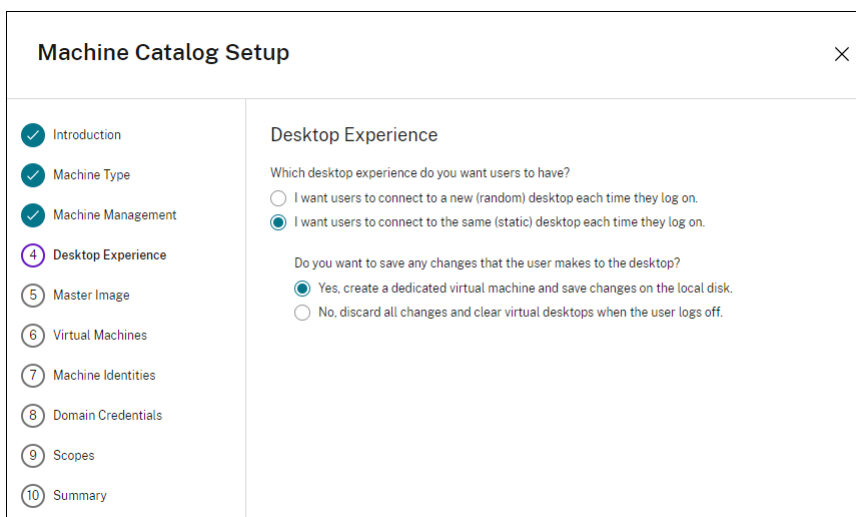 Machine Catalog Setup
Introduction
Machine Type
Machine Management
4 Desktop Experience
5 Master Image
6 Virtual Machines
7 Machine Identities
8 Domain Credentials
9 Scopes
10 Summary
Desktop Experience
Which desktop experience do you want users to have?
I want users to connect to a new (random) desktop each time they log on.
I want users to connect to the same (static) desktop each time they log on.
Do you want to save any changes that the user makes to the desktop?
Yes, create a dedicated virtual machine and save changes on the local disk.
No, discard all changes and clear virtual desktops when the user logs off.